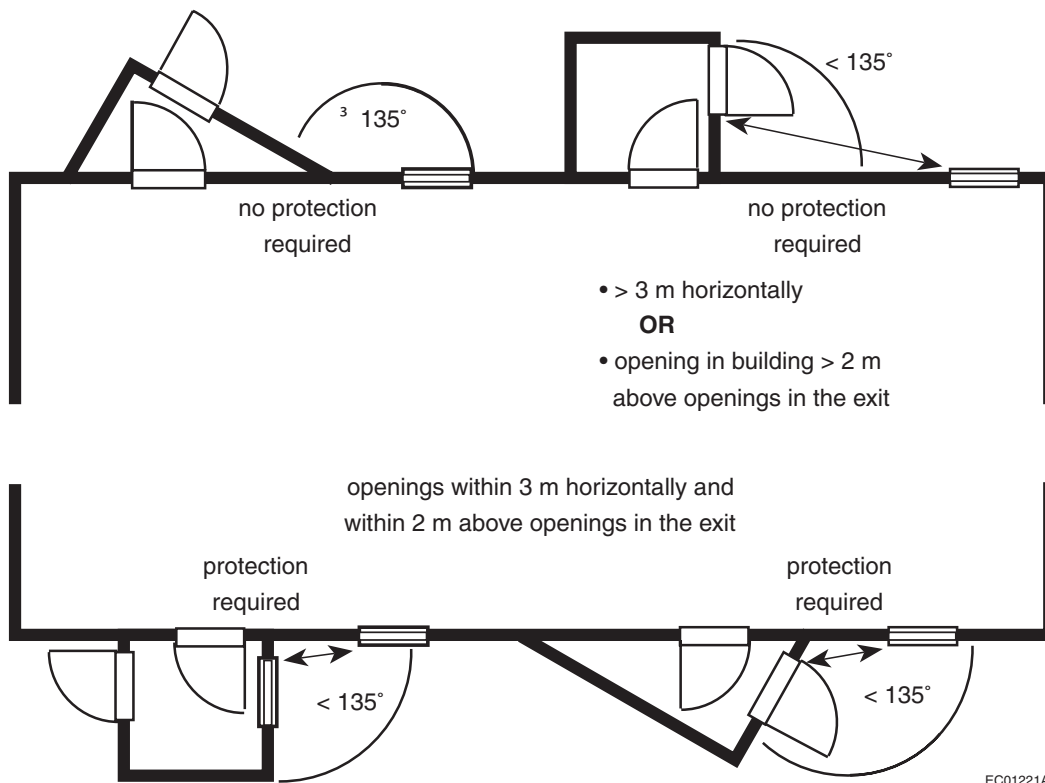 < 135°
³ 135°
no protection
required
no protection
required
• > 3 m horizontally
OR
• opening in building > 2 m
above openings in the exit
openings within 3 m horizontally and
within 2 m above openings in the exit
protection
required
protection
required
< 135°
< 135°
EC01221A